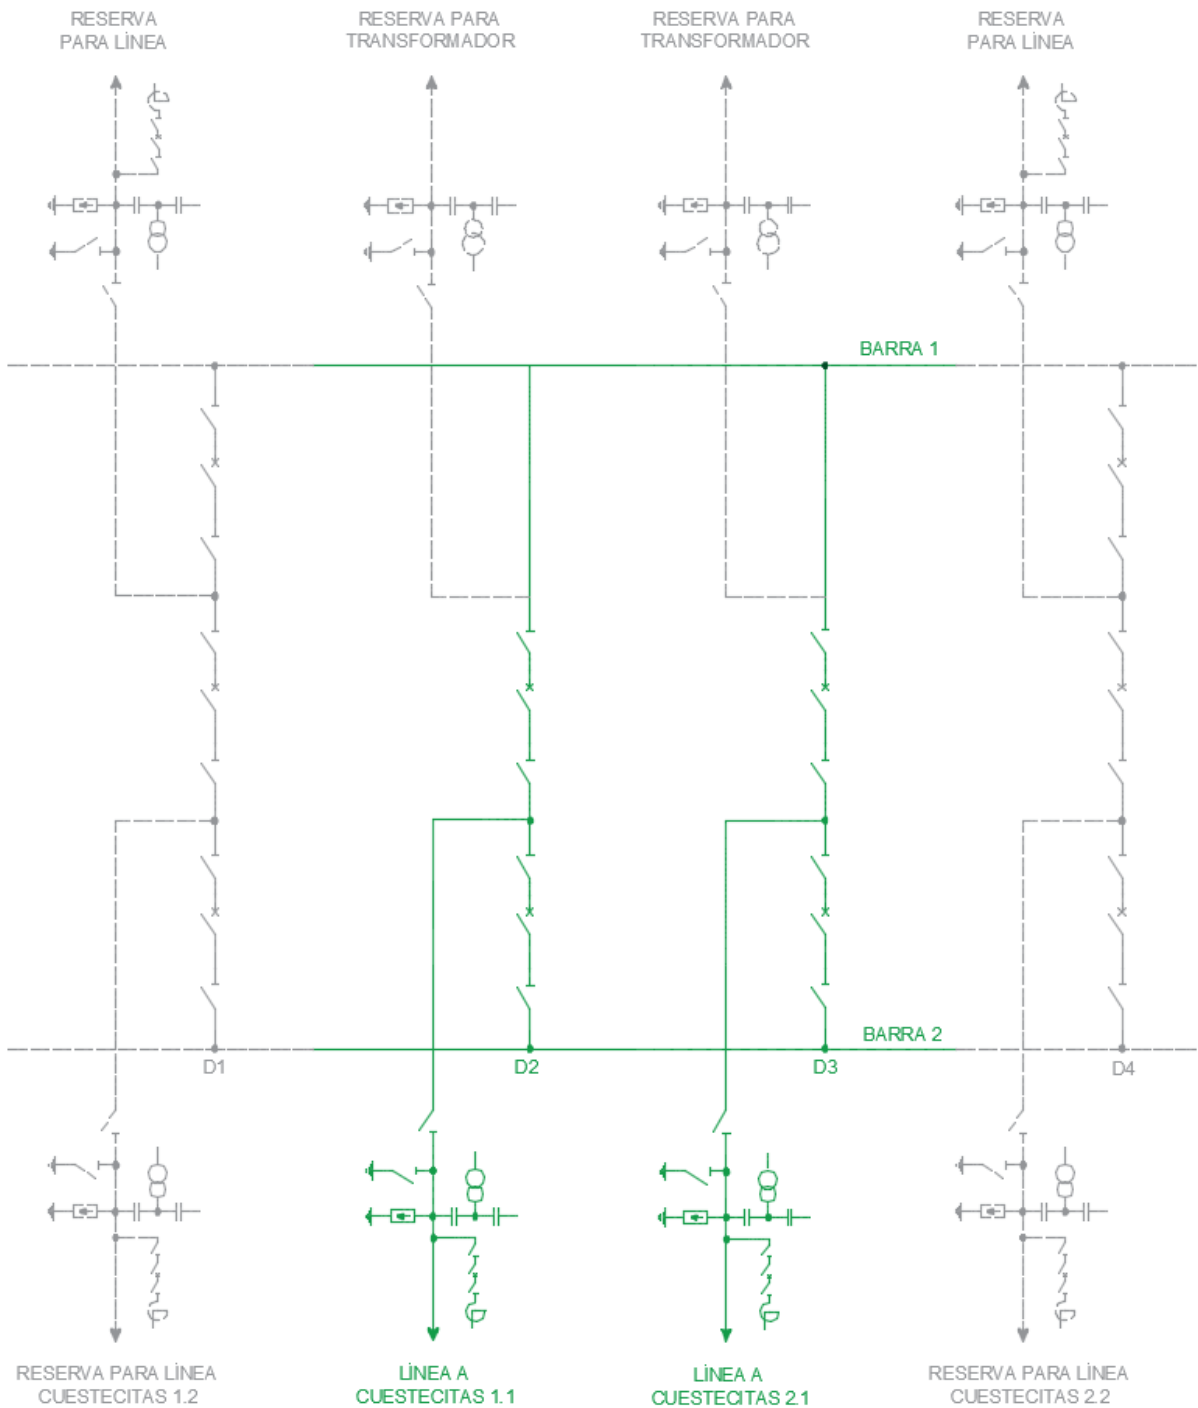 RESERVA
PARA LÍNEA
RESERVA PARA
TRANSFORMADOR
RESERVA PARA
TRANSFORMADOR
RESERVA
PARA LÍNEA
BARRA 1
BARRA 2
D1
D2
D3
D4
RESERVA PARA LÍNEA
CUESTECITAS 1.2
LÍNEA A
CUESTECITAS 1.1
LÍNEA A
CUESTECITAS 2.1
RESERVA PARA LÍNEA
CUESTECITAS 2.2